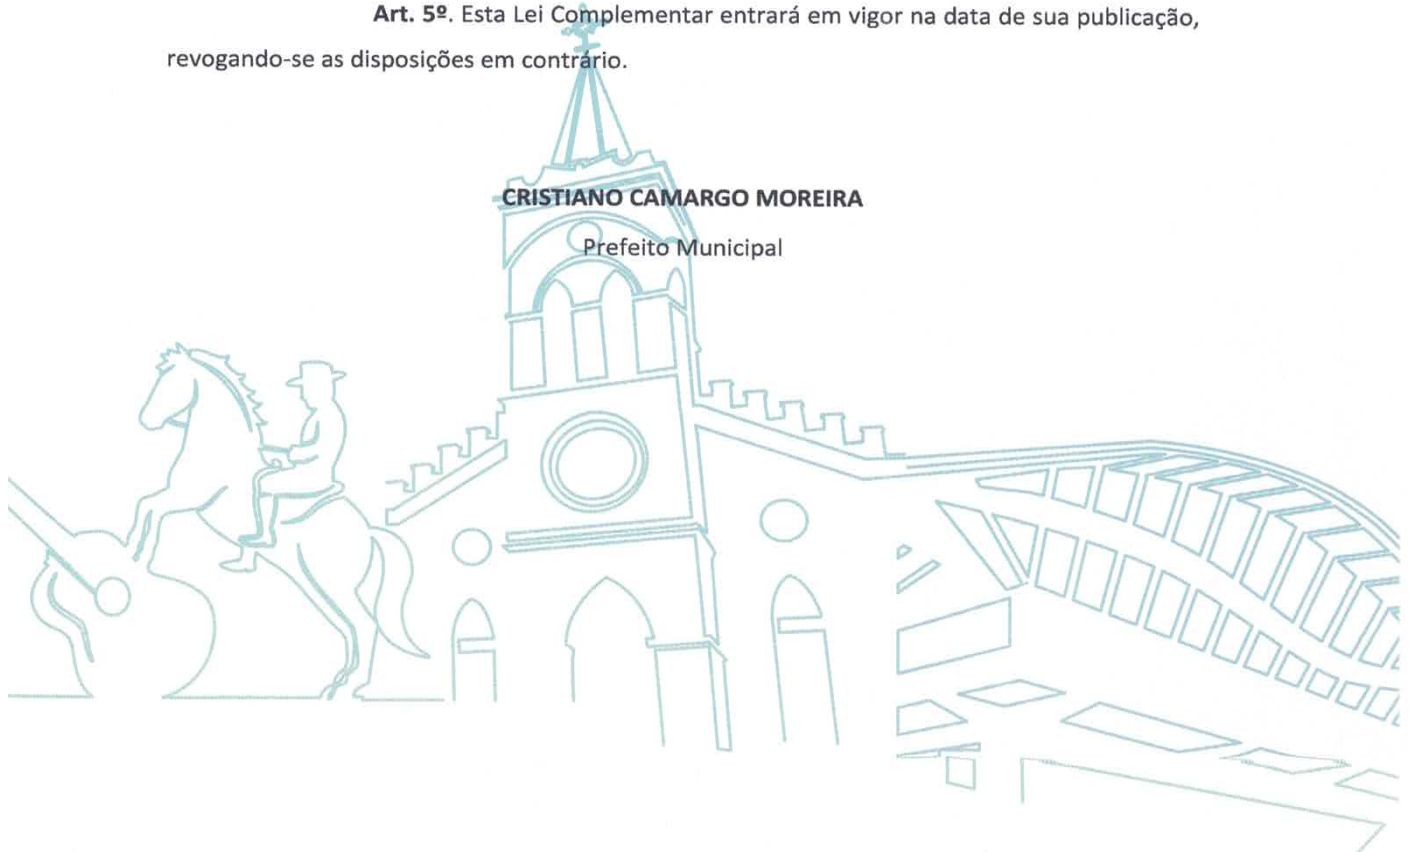 Art. 5º. Esta Lei Complementar entrará em vigor na data de sua publicação,
revogando-se as disposições em contrário.
CRISTIANO CAMARGO MOREIRA
Prefeito Municipal